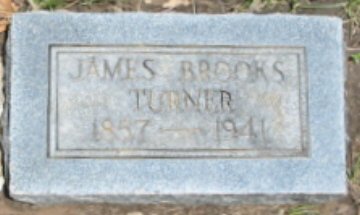 JAMES BROOKS
TURNER
1857 — 1941